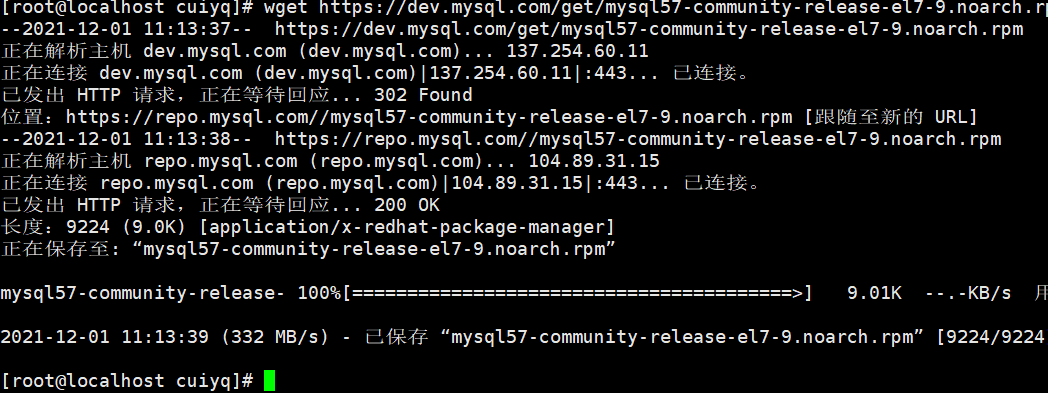 [root@localhost cuiyq]# wget https://dev.mysql.com/get/mysql57-community-release-el7-9.noarch.rp
--2021-12-01 11:13:37--  https://dev.mysql.com/get/mysql57-community-release-el7-9.noarch.rpm
正在解析主机 dev.mysql.com (dev.mysql.com)... 137.254.60.11
正在连接 dev.mysql.com (dev.mysql.com)|137.254.60.11|:443... 已连接。
已发出 HTTP 请求，正在等待回应... 302 Found
位置：https://repo.mysql.com//mysql57-community-release-el7-9.noarch.rpm [跟随至新的 URL]
--2021-12-01 11:13:38--  https://repo.mysql.com//mysql57-community-release-el7-9.noarch.rpm
正在解析主机 repo.mysql.com (repo.mysql.com)... 104.89.31.15
正在连接 repo.mysql.com (repo.mysql.com)|104.89.31.15|:443... 已连接。
已发出 HTTP 请求，正在等待回应... 200 OK
长度：9224 (9.0K) [application/x-redhat-package-manager]
正在保存至: “mysql57-community-release-el7-9.noarch.rpm”
mysql57-community-release- 100%[========================================>]   9.01K  --.-KB/s  用
2021-12-01 11:13:39 (332 MB/s) - 已保存 “mysql57-community-release-el7-9.noarch.rpm” [9224/9224
[root@localhost cuiyq]#